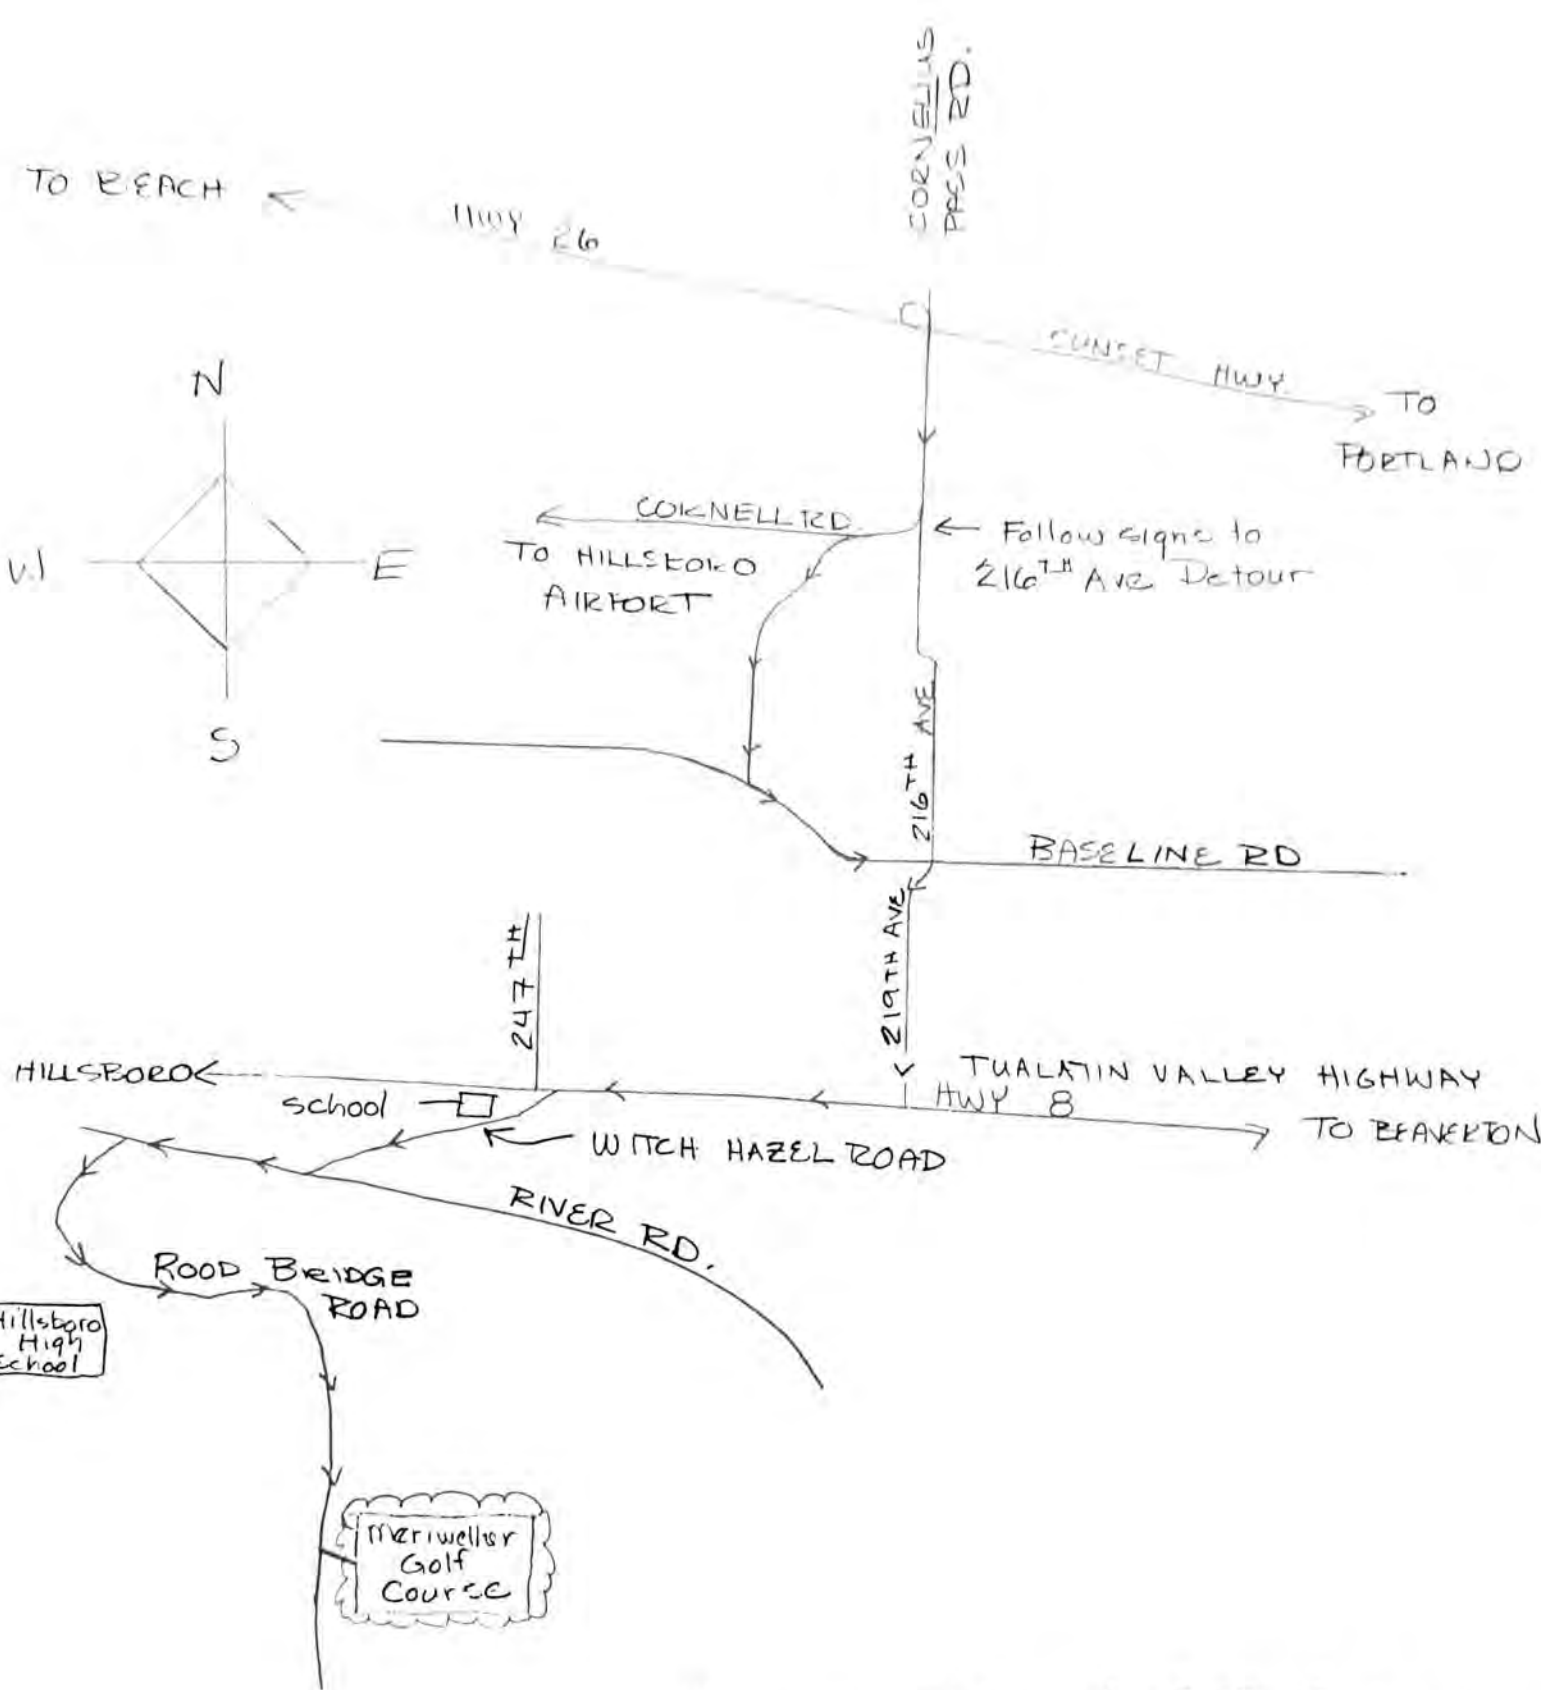 CORNELIUS
PASS RD.
TO BEACH
HWY 26
SUNSET HWY.
TO
PORTLAND
N
W
E
S
CORNELL RD.
TO HILLSBORO
AIRPORT
← Follow signs to
216TH Ave Detour
216TH AVE
BASELINE RD
219TH AVE
247TH
HILLSBORO
TUALATIN VALLEY HIGHWAY
HWY 8
TO BEAVERTON
school
WITCH HAZEL ROAD
RIVER RD.
ROOD BRIDGE
ROAD
Hillsboro
High
School
Meriwether
Golf
Course